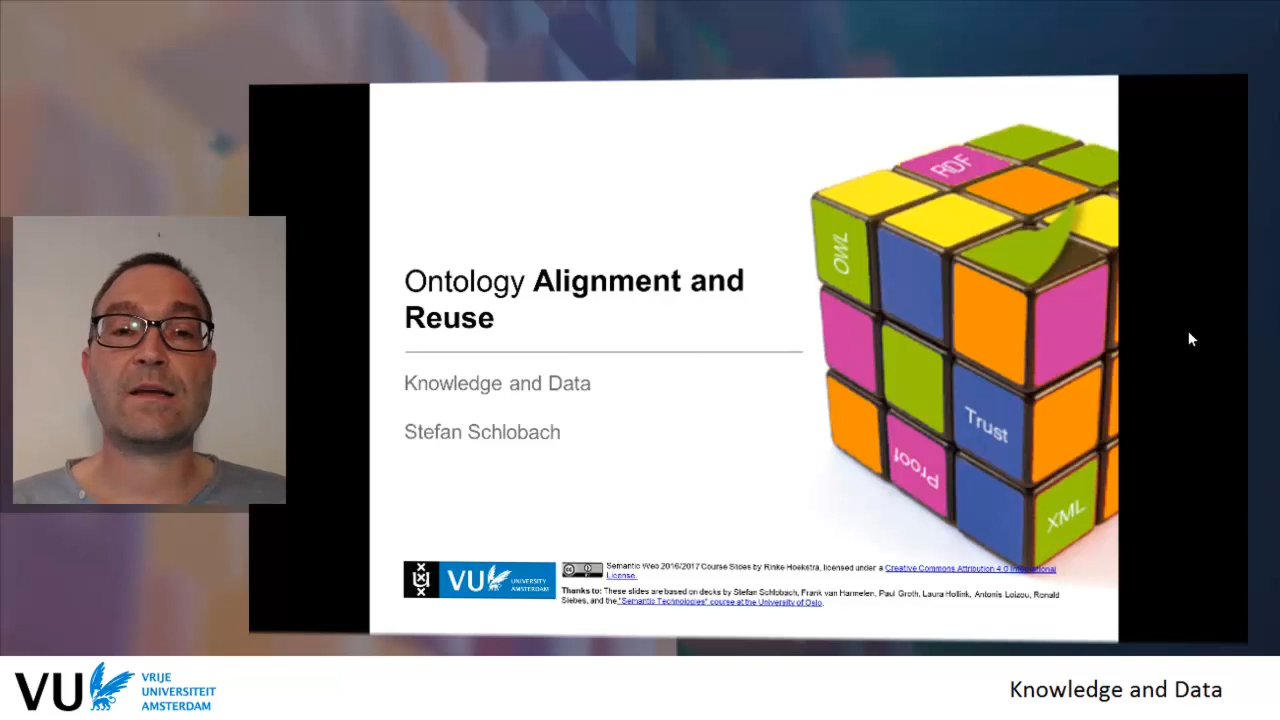 RDF
OWL
Ontology Alignment and
Reuse
Knowledge and Data
Stefan Schlobach
Trust
Proof
XML
VU UNIVERSITY
AMSTERDAM
Semantic Web 2016/2017 Course Slides by Rinke Hoekstra, licensed under a Creative Commons Attribution 4.0 International
License.
Thanks to: These slides are based on decks by Stefan Schlobach, Frank van Harmelen, Paul Groth, Laura Hollink, Antonis Loizou, Ronald
Siebes, and the "Semantic Technologies" course at the University of Oslo.
VU VRIJE
UNIVERSITEIT
AMSTERDAM
Knowledge and Data